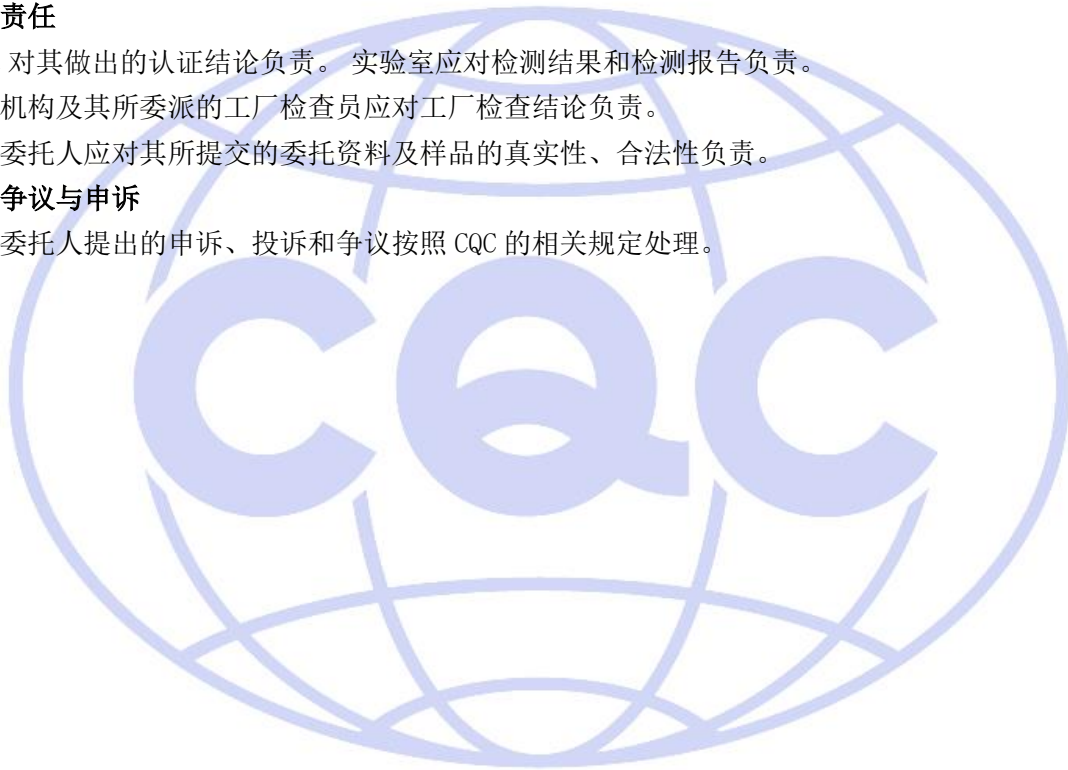 责任
对其做出的认证结论负责。 实验室应对检测结果和检测报告负责。
机构及其所委派的工厂检查员应对工厂检查结论负责。
委托人应对其所提交的委托资料及样品的真实性、合法性负责。
争议与申诉
委托人提出的申诉、投诉和争议按照 CQC 的相关规定处理。
CQC